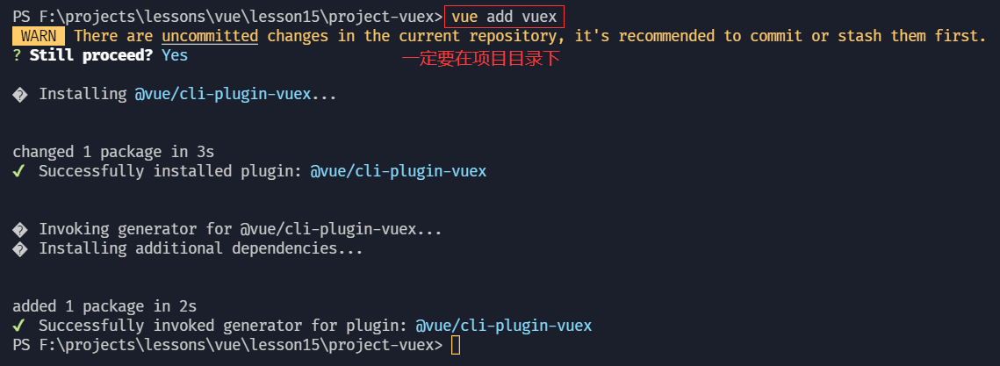 PS F:\projects\lessons\vue\lesson15\project-vuex> vue add vuex
WARN There are uncommitted changes in the current repository, it's recommended to commit or stash them first.
? Still proceed? Yes
一定要在项目目录下
� Installing @vue/cli-plugin-vuex...
changed 1 package in 3s
✔ Successfully installed plugin: @vue/cli-plugin-vuex
� Invoking generator for @vue/cli-plugin-vuex...
� Installing additional dependencies...
added 1 package in 2s
✔ Successfully invoked generator for plugin: @vue/cli-plugin-vuex
PS F:\projects\lessons\vue\lesson15\project-vuex>